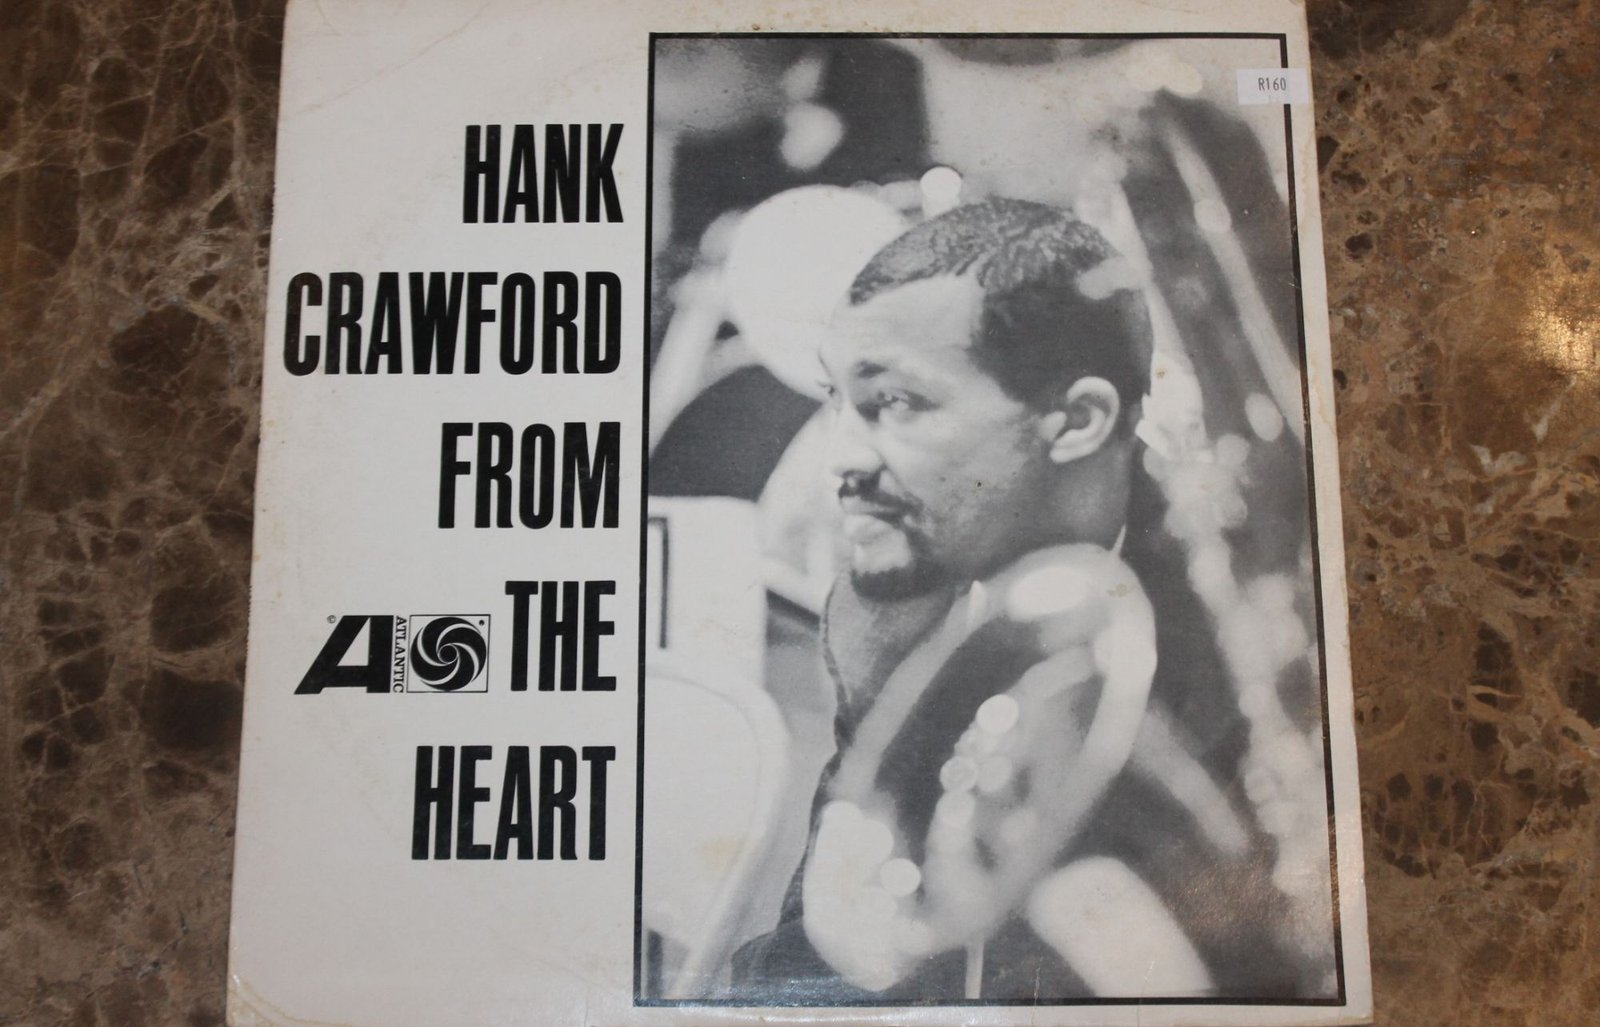 HANK
CRAWFORD
FROM
THE
HEART
© A ATLANTIC
R160